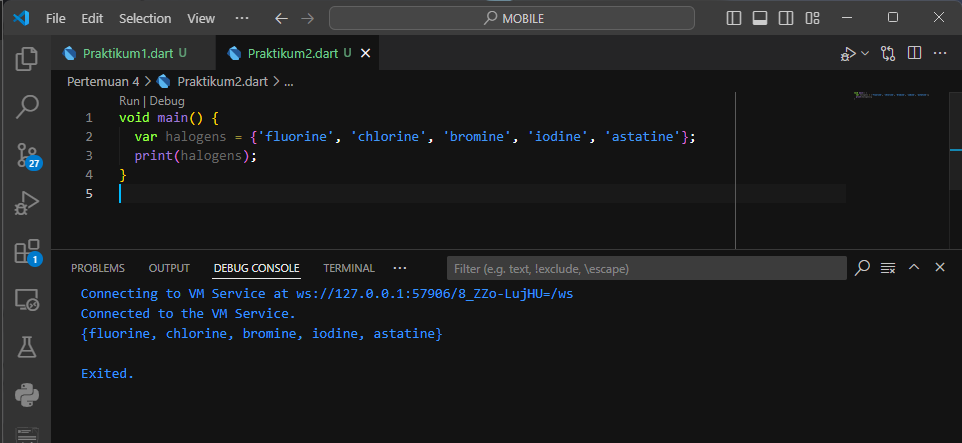 File Edit Selection View ··· MOBILE
Praktikum1.dart U Praktikum2.dart U
Pertemuan 4 > Praktikum2.dart > ...
Run | Debug
1 void main() {
2 var halogens = {'fluorine', 'chlorine', 'bromine', 'iodine', 'astatine'};
3 print(halogens);
4 }
5
27
1
PROBLEMS OUTPUT DEBUG CONSOLE TERMINAL ··· Filter (e.g. text, !exclude, \escape)
Connecting to VM Service at ws://127.0.0.1:57906/8_ZZo-LujHU=/ws
Connected to the VM Service.
{fluorine, chlorine, bromine, iodine, astatine}
Exited.